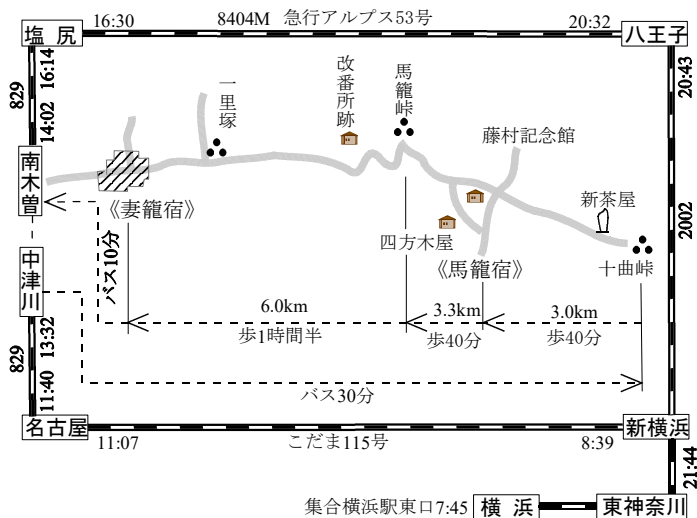 16:30 8404M 急行アルプス53号 20:32
塩尻
八王子
829
16:14
14:02
南木曽
一里塚
改番所跡
馬籠峠
藤村記念館
新茶屋
20:43
2002
《妻籠宿》
四方木屋
《馬籠宿》
十曲峠
バス10分
中津川
6.0km
歩1時間半
3.3km
歩40分
3.0km
歩40分
829
13:32
11:40
バス30分
名古屋
新横浜
11:07 こだま115号 8:39
21:44
集合横浜駅東口7:45 横浜 東神奈川